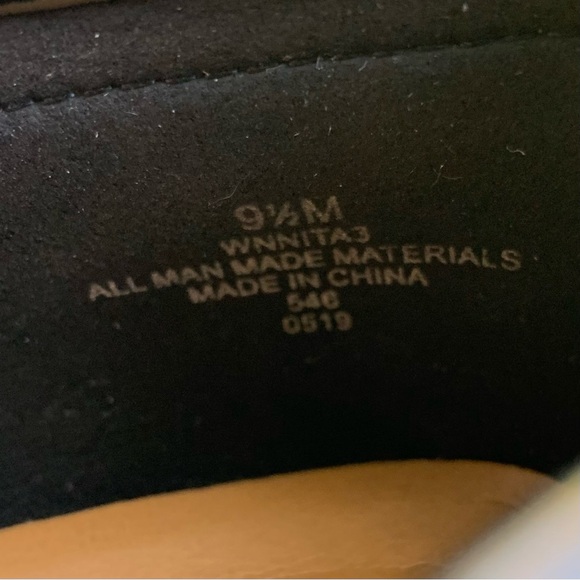 9½M
WNNITA3
ALL MAN MADE MATERIALS
MADE IN CHINA
546
0519